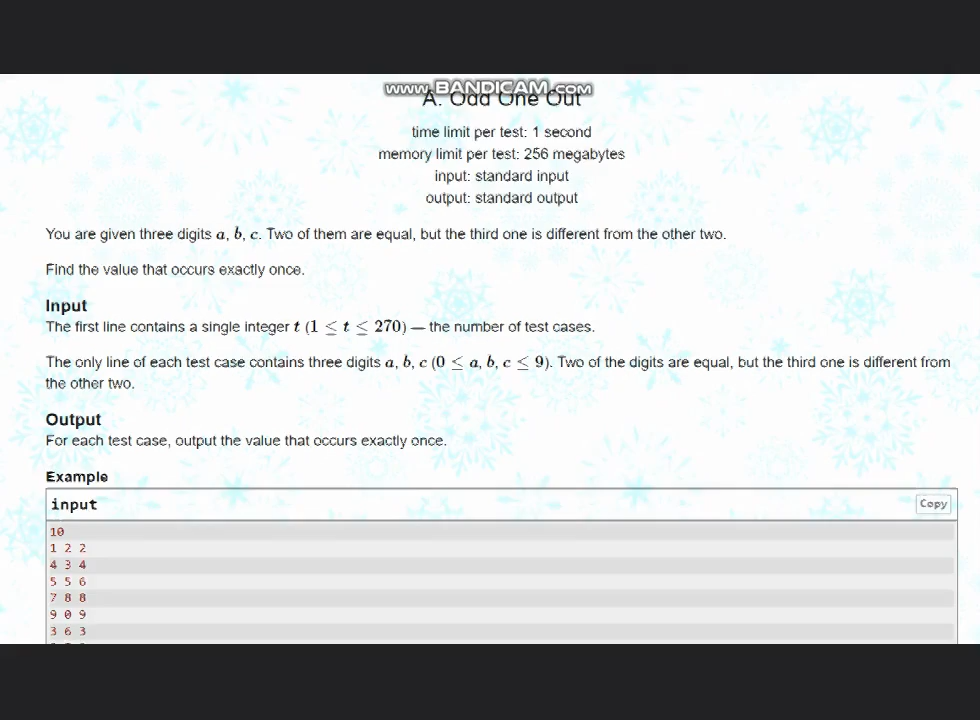 www.BANDICAM.com
A. Odd One Out
time limit per test: 1 second
memory limit per test: 256 megabytes
input: standard input
output: standard output
You are given three digits a, b, c. Two of them are equal, but the third one is different from the other two.
Find the value that occurs exactly once.
Input
The first line contains a single integer t (1 ≤ t ≤ 270) — the number of test cases.
The only line of each test case contains three digits a, b, c (0 ≤ a, b, c ≤ 9). Two of the digits are equal, but the third one is different from
the other two.
Output
For each test case, output the value that occurs exactly once.
Example
input Copy
10
1 2 2
4 3 4
5 5 6
7 8 8
9 0 9
3 6 3